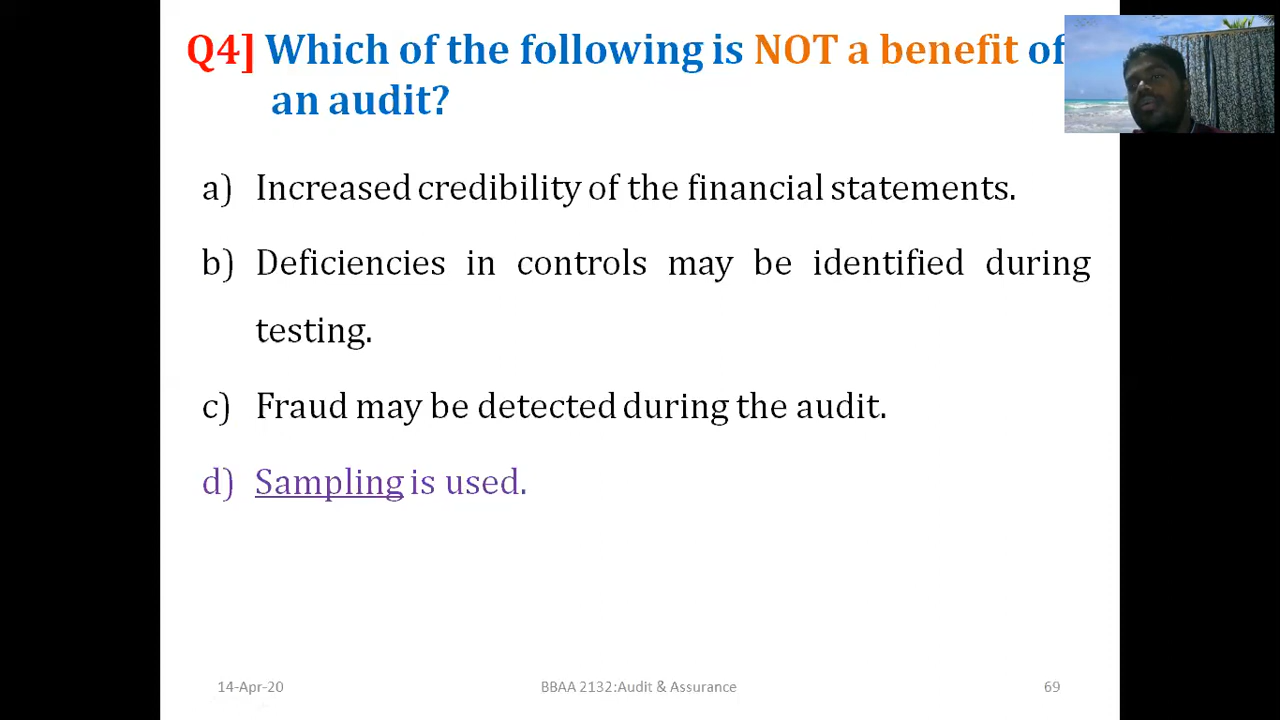 Q4] Which of the following is NOT a benefit of
an audit?
a) Increased credibility of the financial statements.
b) Deficiencies in controls may be identified during
testing.
c) Fraud may be detected during the audit.
d) Sampling is used.
14-Apr-20 BBAA 2132:Audit & Assurance 69